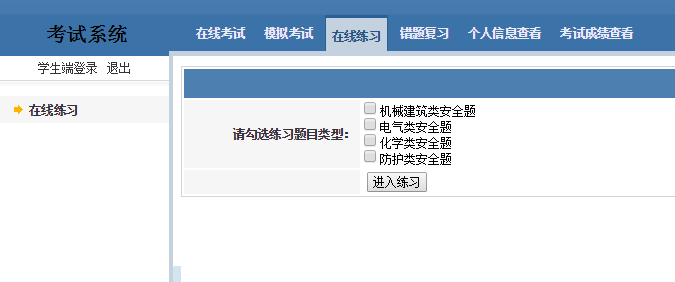 考试系统
在线考试 模拟考试 在线练习 错题复习 个人信息查看 考试成绩查看
学生端登录 退出
在线练习
请勾选练习题目类型：
机械建筑类安全题
电气类安全题
化学类安全题
防护类安全题
进入练习